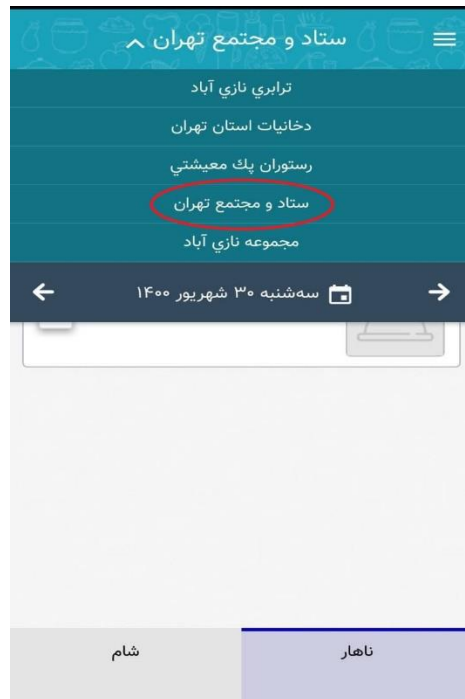 ستاد و مجتمع تهران
ترابري نازي آباد
دخانيات استان تهران
رستوران پك معيشتي
ستاد و مجتمع تهران
مجموعه نازي آباد
سه‌شنبه ۳۰ شهریور ۱۴۰۰
ناهار
شام